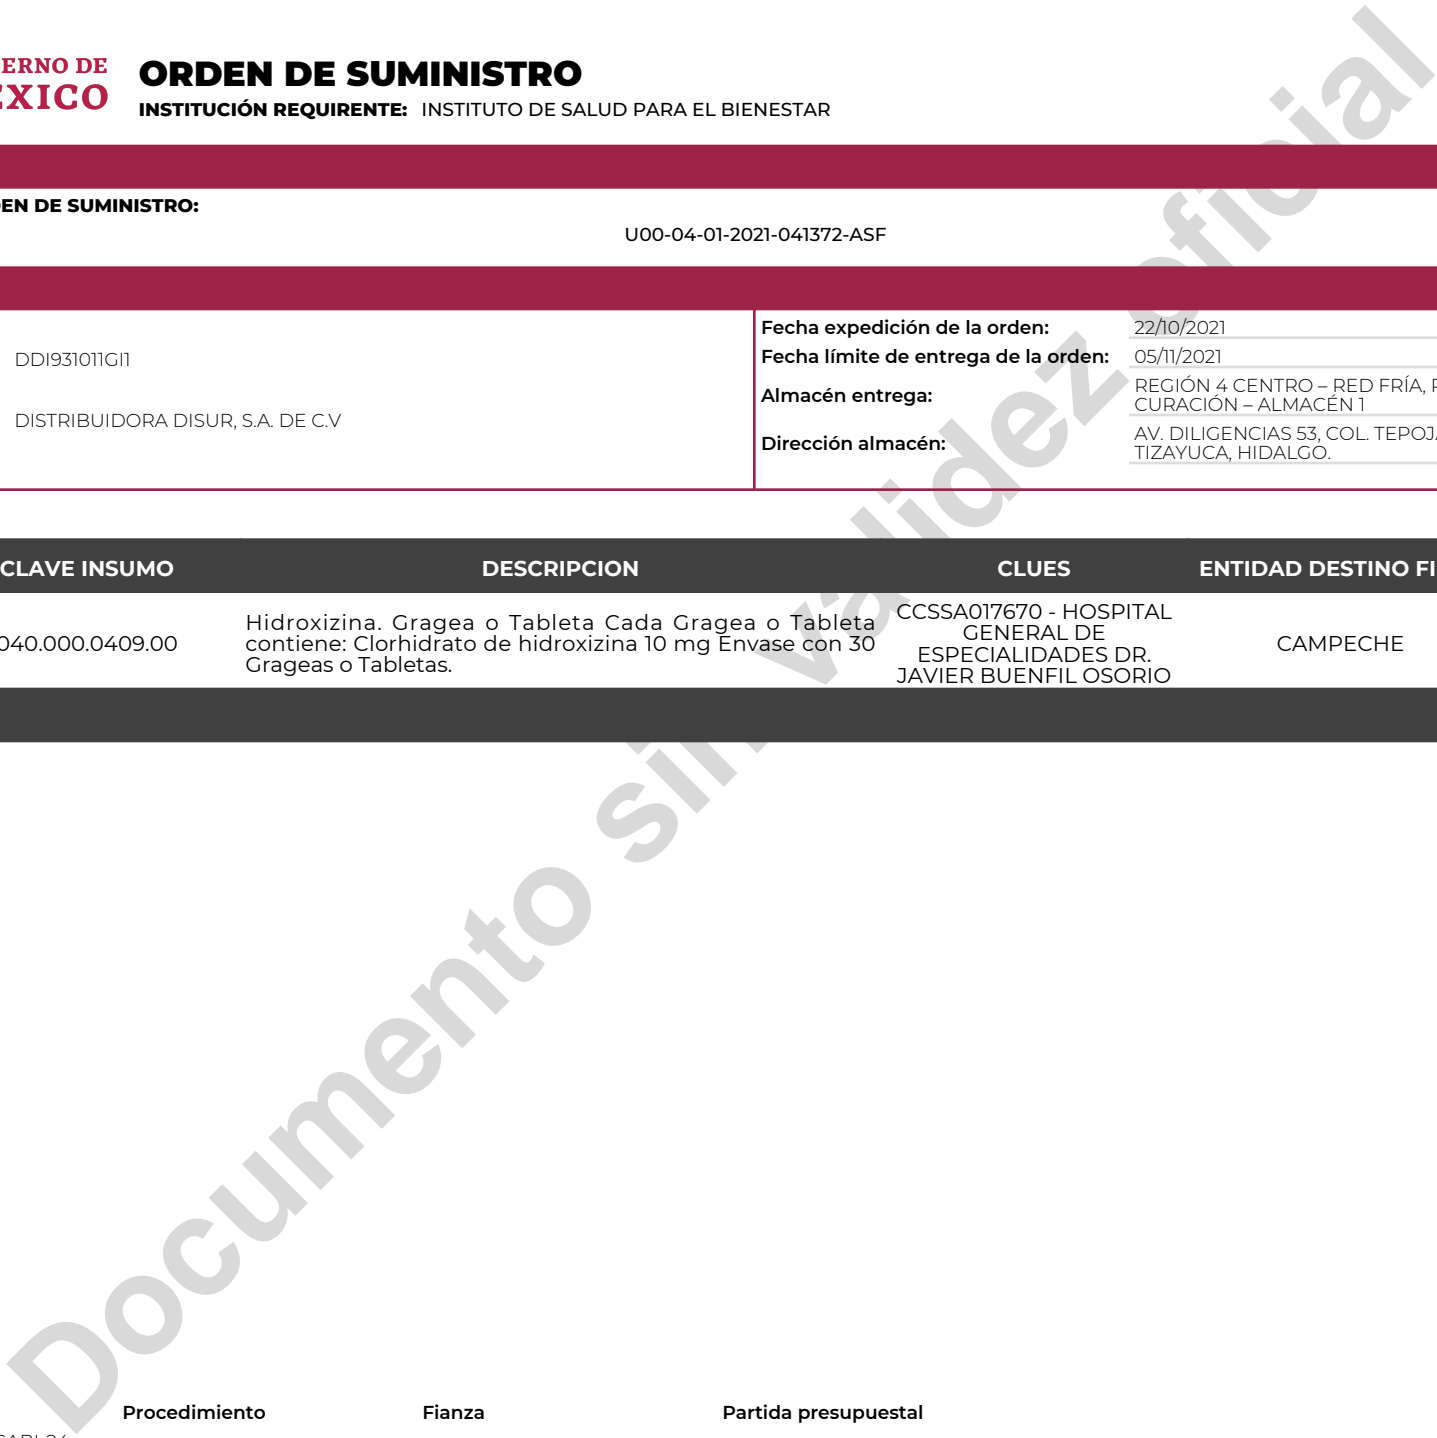 ERNO DE
EXICO
ORDEN DE SUMINISTRO
INSTITUCIÓN REQUIRENTE: INSTITUTO DE SALUD PARA EL BIENESTAR
EN DE SUMINISTRO:
U00-04-01-2021-041372-ASF
DDI931011GI1
DISTRIBUIDORA DISUR, S.A. DE C.V
Fecha expedición de la orden: 22/10/2021
Fecha límite de entrega de la orden: 05/11/2021
Almacén entrega: REGIÓN 4 CENTRO – RED FRÍA,
CURACIÓN – ALMACÉN 1
Dirección almacén: AV. DILIGENCIAS 53, COL. TEPOJ
TIZAYUCA, HIDALGO.
CLAVE INSUMO DESCRIPCION CLUES ENTIDAD DESTINO FI
040.000.0409.00
Hidroxizina. Gragea o Tableta Cada Gragea o Tableta
contiene: Clorhidrato de hidroxizina 10 mg Envase con 30
Grageas o Tabletas.
CCSSA017670 - HOSPITAL
GENERAL DE
ESPECIALIDADES DR.
JAVIER BUENFIL OSORIO
CAMPECHE
Documento sin validez oficial
Procedimiento Fianza Partida presupuestal